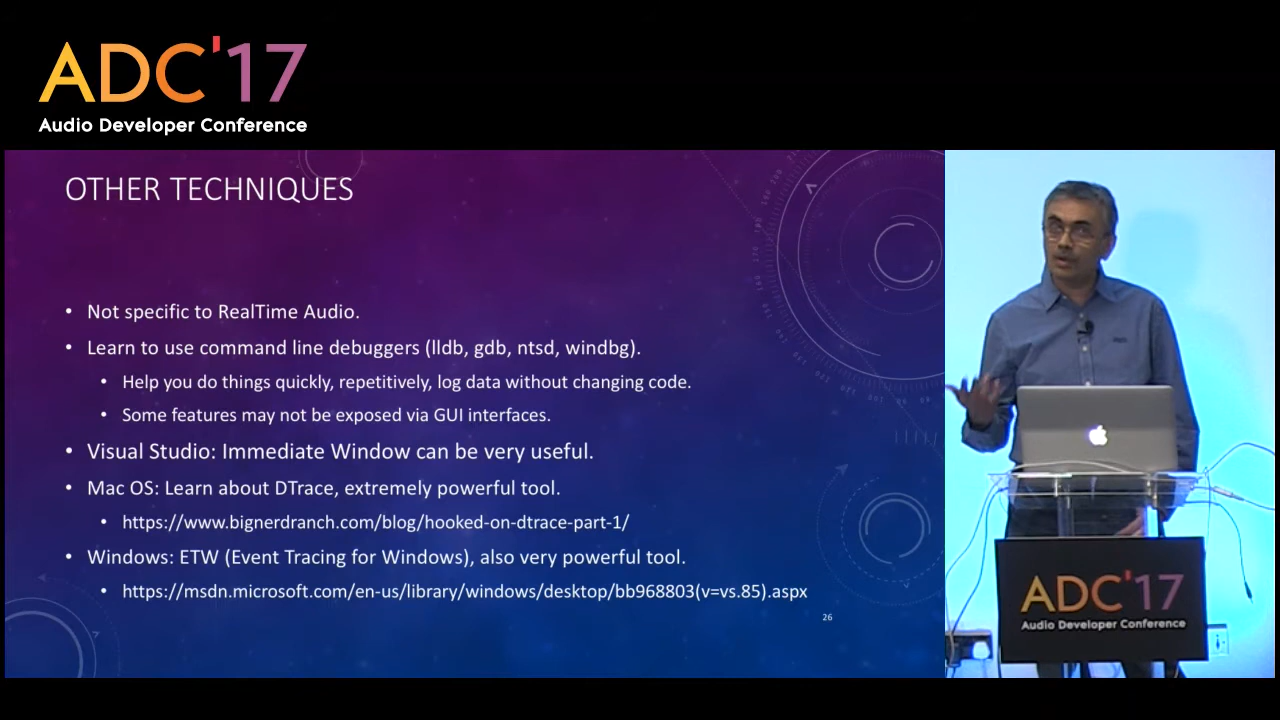 ADC'17
Audio Developer Conference
OTHER TECHNIQUES
• Not specific to RealTime Audio.
• Learn to use command line debuggers (lldb, gdb, ntsd, windbg).
• Help you do things quickly, repetitively, log data without changing code.
• Some features may not be exposed via GUI interfaces.
• Visual Studio: Immediate Window can be very useful.
• Mac OS: Learn about DTrace, extremely powerful tool.
• https://www.bignerdranch.com/blog/hooked-on-dtrace-part-1/
• Windows: ETW (Event Tracing for Windows), also very powerful tool.
• https://msdn.microsoft.com/en-us/library/windows/desktop/bb968803(v=vs.85).aspx
26
ADC'17
Audio Developer Conference